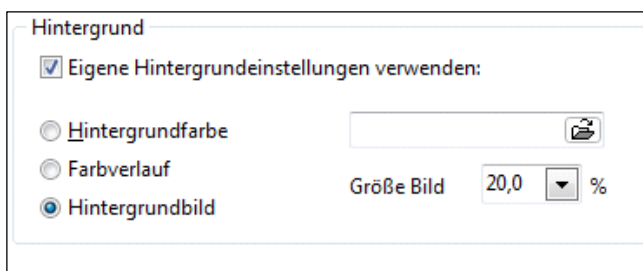 Hintergrund
Eigene Hintergrundeinstellungen verwenden:
Hintergrundfarbe
Farbverlauf
Größe Bild 20,0 %
Hintergrundbild